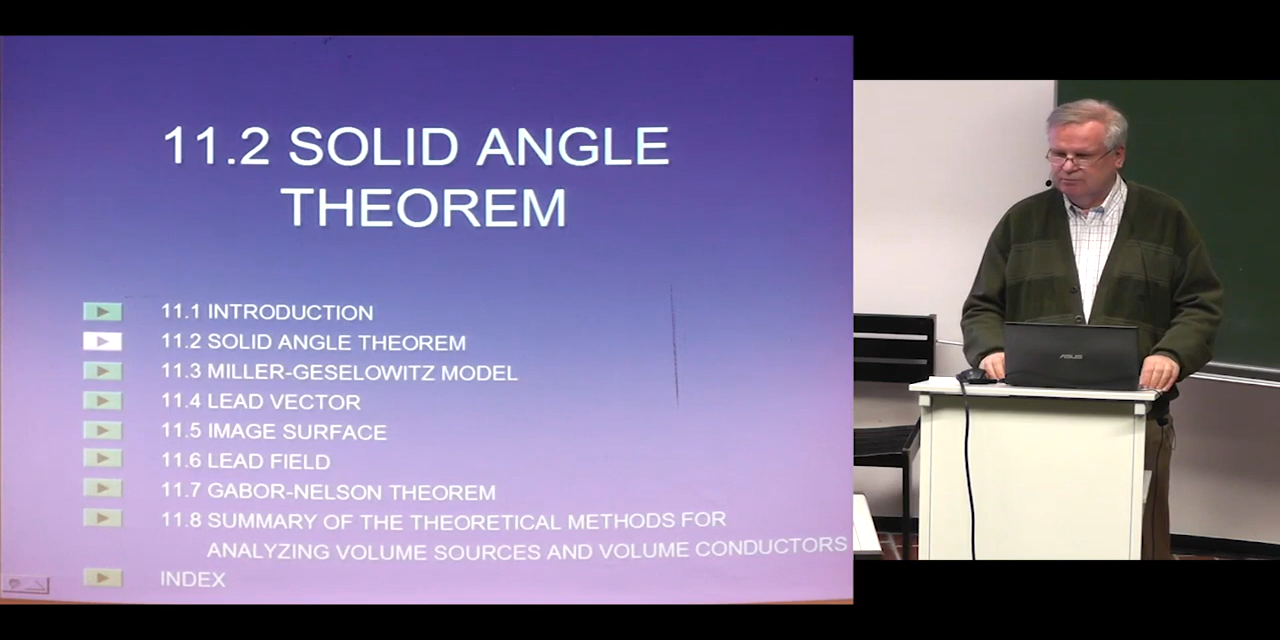 11.2 SOLID ANGLE
THEOREM
11.1 INTRODUCTION
11.2 SOLID ANGLE THEOREM
11.3 MILLER-GESELOWITZ MODEL
11.4 LEAD VECTOR
11.5 IMAGE SURFACE
11.6 LEAD FIELD
11.7 GABOR-NELSON THEOREM
11.8 SUMMARY OF THE THEORETICAL METHODS FOR
ANALYZING VOLUME SOURCES AND VOLUME CONDUCTORS
INDEX
ASUS